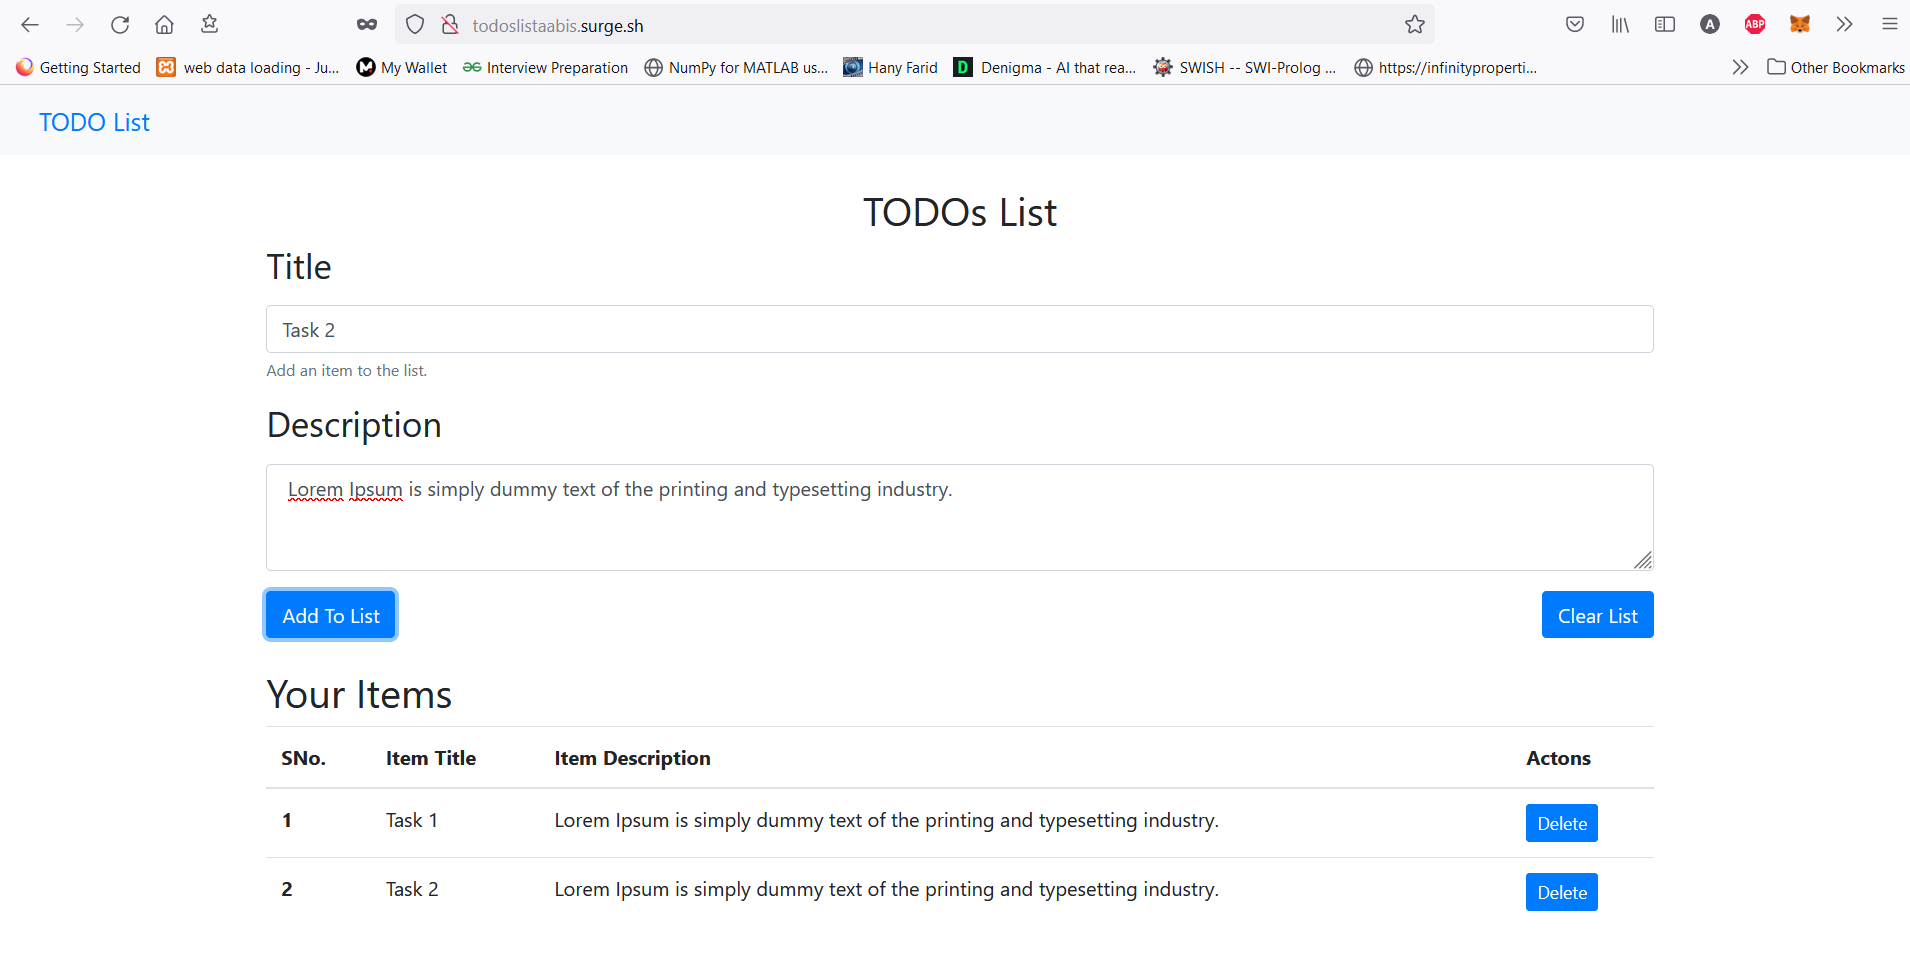 todoslistaabis.surge.sh
A ABP
Getting Started web data loading - Ju... My Wallet Interview Preparation NumPy for MATLAB us... Hany Farid D Denigma - AI that rea... SWISH -- SWI-Prolog ... https://infinityproperti... Other Bookmarks
TODO List
TODOs List
Title
Task 2
Add an item to the list.
Description
Lorem Ipsum is simply dummy text of the printing and typesetting industry.
Add To List Clear List
Your Items
SNo. Item Title Item Description Actons
1 Task 1 Lorem Ipsum is simply dummy text of the printing and typesetting industry. Delete
2 Task 2 Lorem Ipsum is simply dummy text of the printing and typesetting industry. Delete